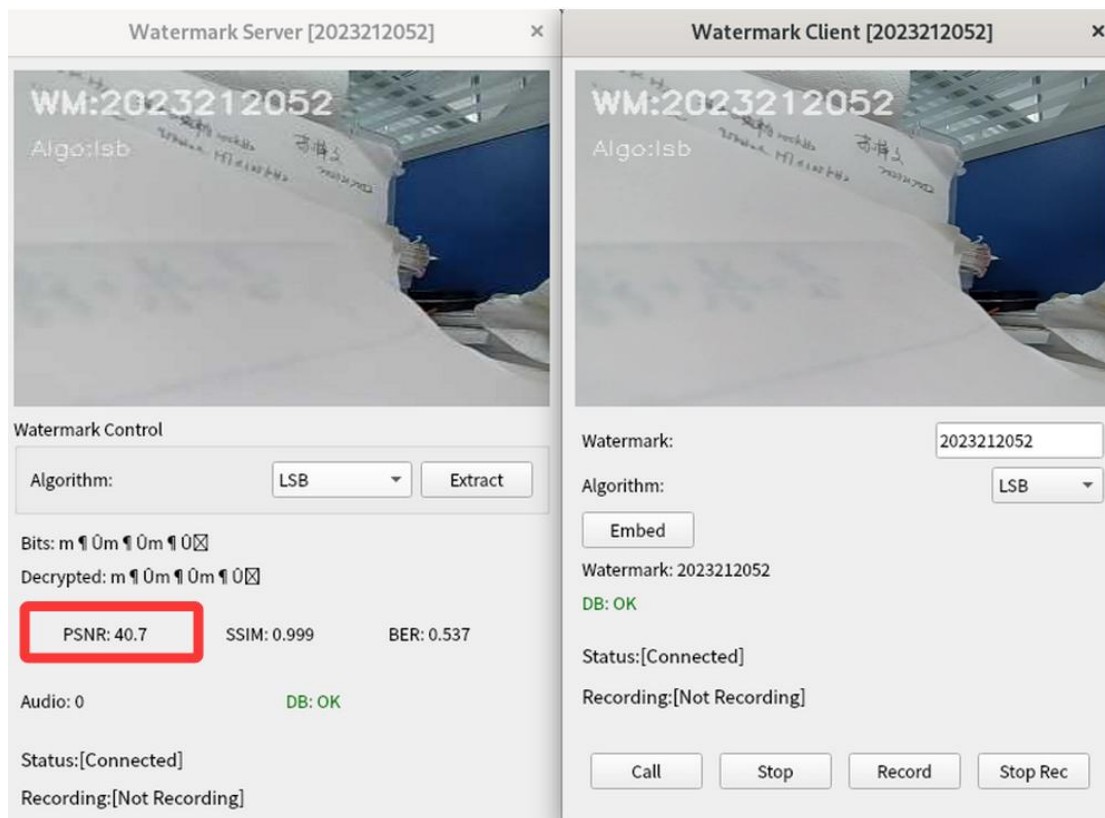 Watermark Server [2023212052] ×
WM:2023212052
Algo:lsb
Watermark Control
Algorithm: LSB Extract
Bits: m ¶ Ûm ¶ Ûm ¶ Û
Decrypted: m ¶ Ûm ¶ Ûm ¶ Û
PSNR: 40.7 SSIM: 0.999 BER: 0.537
Audio: 0 DB: OK
Status:[Connected]
Recording:[Not Recording]
Watermark Client [2023212052] ×
WM:2023212052
Algo:lsb
Watermark: 2023212052
Algorithm: LSB
Embed
Watermark: 2023212052
DB: OK
Status:[Connected]
Recording:[Not Recording]
Call Stop Record Stop Rec